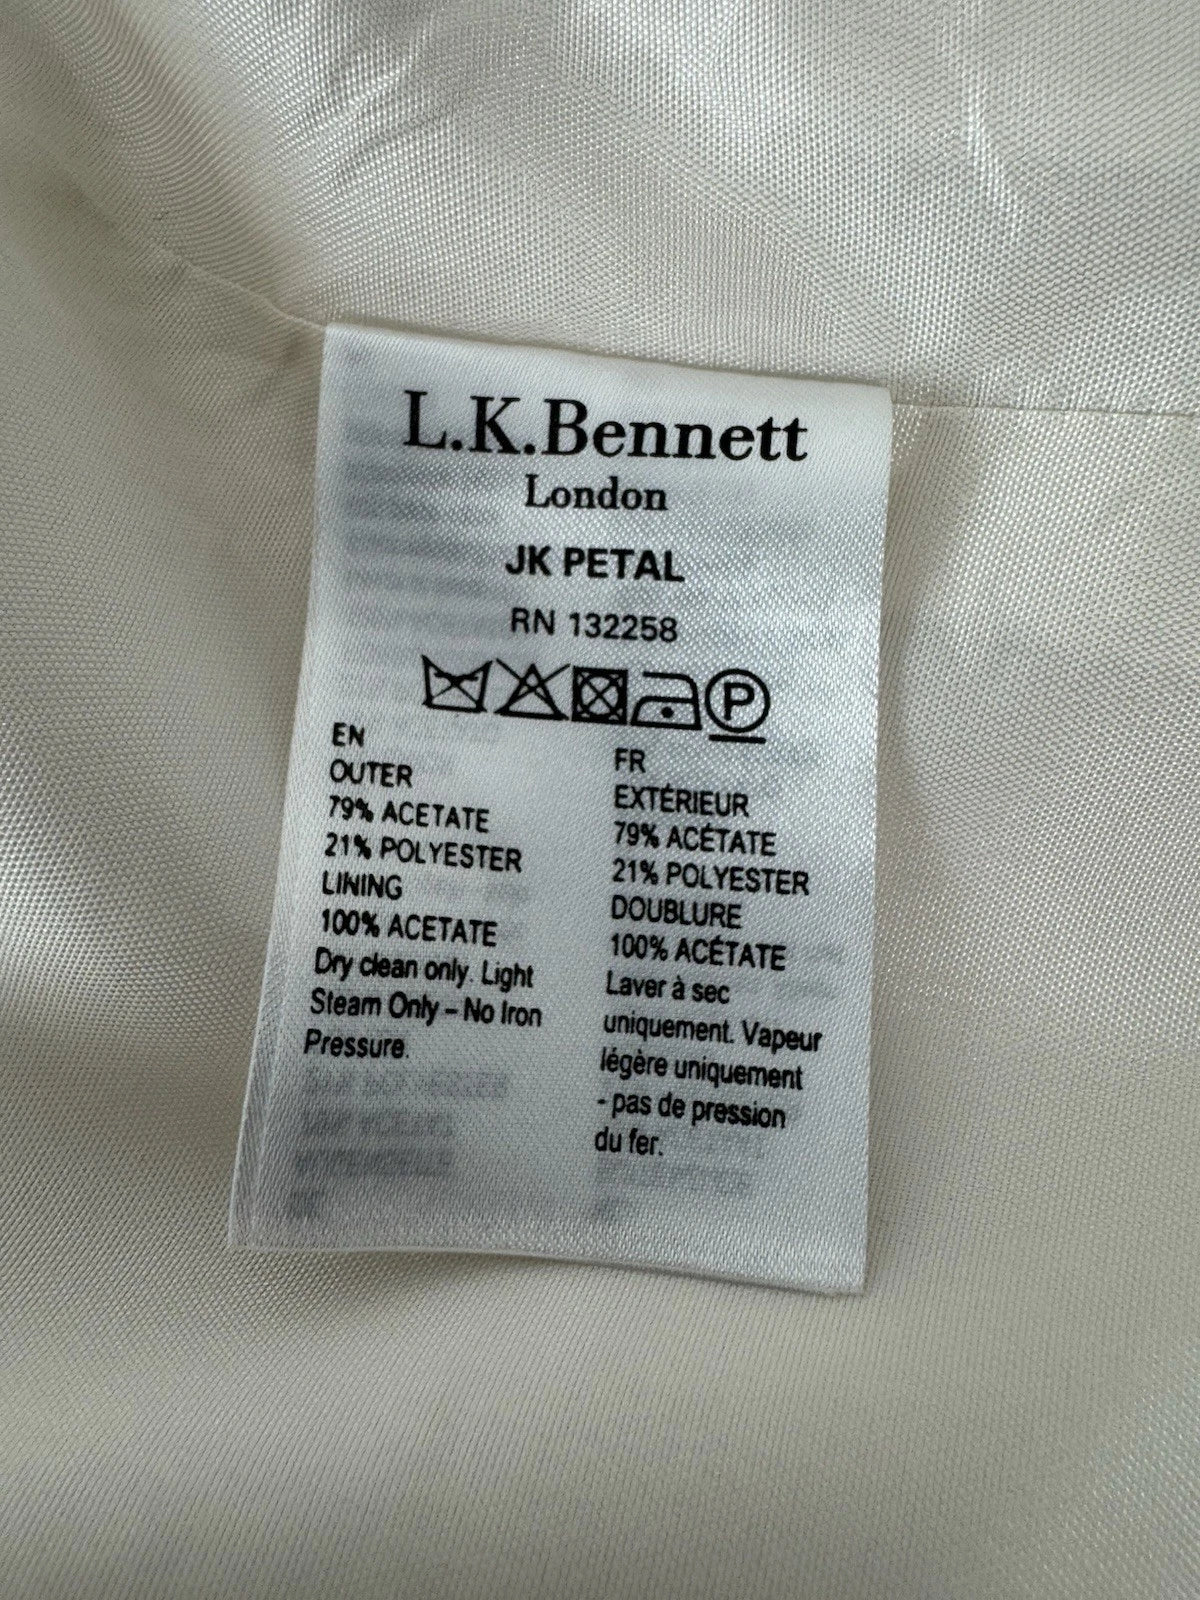 L.K.Bennett
London
JK PETAL
RN 132258
P
EN
OUTER
79% ACETATE
21% POLYESTER
LINING
100% ACETATE
Dry clean only. Light
Steam Only – No Iron
Pressure.
FR
EXTÉRIEUR
79% ACÉTATE
21% POLYESTER
DOUBLURE
100% ACÉTATE
Laver à sec
uniquement. Vapeur
légère uniquement
- pas de pression
du fer.